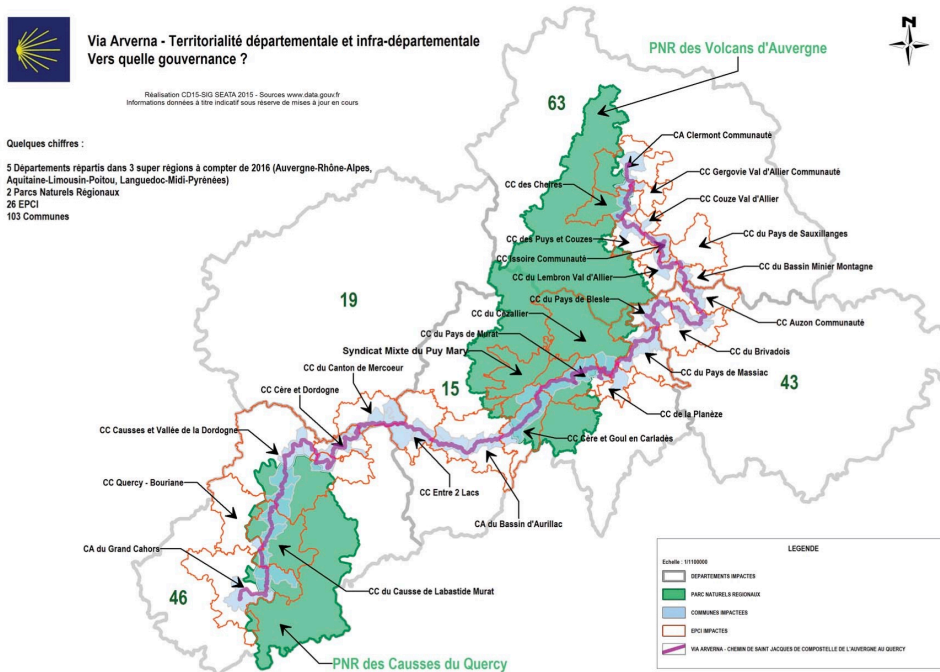 Via Arverna - Territorialité départementale et infra-départementale
Vers quelle gouvernance ?
Réalisation CD15-SIG SEATA 2015 - Sources www.data.gouv.fr
Informations données à titre indicatif sous réserve de mises à jour en cours
Quelques chiffres :
5 Départements répartis dans 3 super régions à compter de 2016 (Auvergne-Rhône-Alpes,
Aquitaine-Limousin-Poitou, Languedoc-Midi-Pyrénées)
2 Parcs Naturels Régionaux
26 EPCI
103 Communes
N
PNR des Volcans d'Auvergne
63
CA Clermont Communauté
CC Gergovie Val d'Allier Communauté
CC des Cheires
CC Couze Val d'Allier
CC du Pays de Sauxillanges
CC des Puys et Couzes
CC Issoire Communauté
CC du Bassin Minier Montagne
CC du Lembron Val d'Allier
19
CC du Pays de Blesle
CC du Cézallier
CC Auzon Communauté
CC du Pays de Murat
CC du Brivadois
Syndicat Mixte du Puy Mary
CC du Pays de Massiac
43
CC du Canton de Mercoeur
15
CC Cère et Dordogne
CC de la Planèze
CC Causses et Vallée de la Dordogne
CC Cère et Goul en Carladès
CC Quercy - Bouriane
CC Entre 2 Lacs
CA du Bassin d'Aurillac
CA du Grand Cahors
46
CC du Causse de Labastide Murat
PNR des Causses du Quercy
LEGENDE
Echelle : 1/1100000
DEPARTEMENTS IMPACTES
PARC NATURELS REGIONAUX
COMMUNES IMPACTEES
EPCI IMPACTES
VIA ARVERNA - CHEMIN DE SAINT JACQUES DE COMPOSTELLE DE L'AUVERGNE AU QUERCY